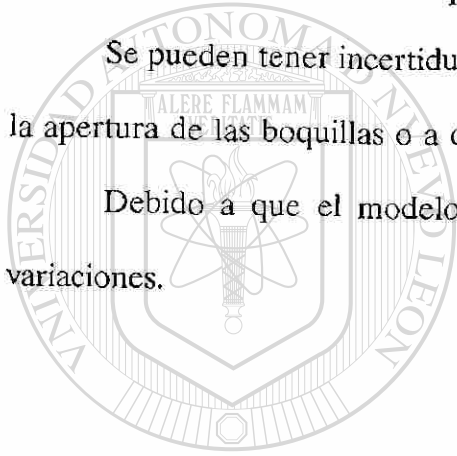 Se pueden tener incertidu
la apertura de las boquillas o a
Debido a que el modelo
variaciones.
UNIVERSIDAD AUTONOMA DE NUEVO LEON
ALERE FLAMMAM
VERITATIS